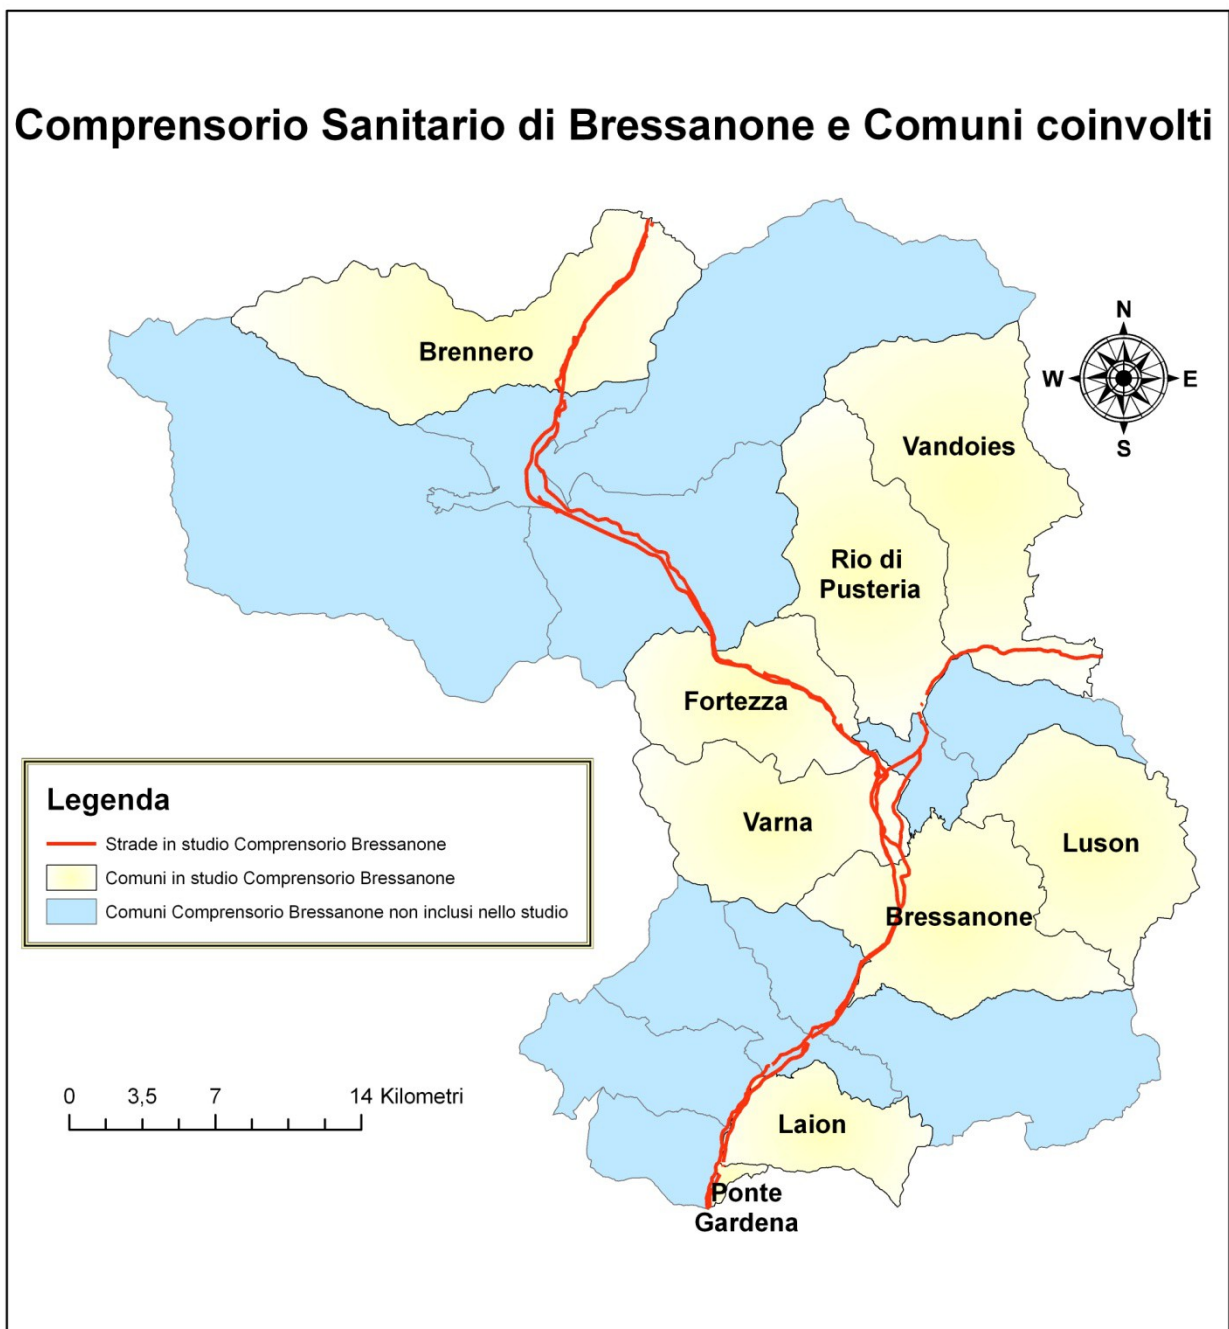 Comprensorio Sanitario di Bressanone e Comuni coinvolti
Brennero
N
W
E
S
Vandoies
Rio di
Pusteria
Fortezza
Legenda
Strade in studio Comprensorio Bressanone
Comuni in studio Comprensorio Bressanone
Comuni Comprensorio Bressanone non inclusi nello studio
Varna
Luson
Bressanone
0 3,5 7 14 Kilometri
Laion
Ponte
Gardena